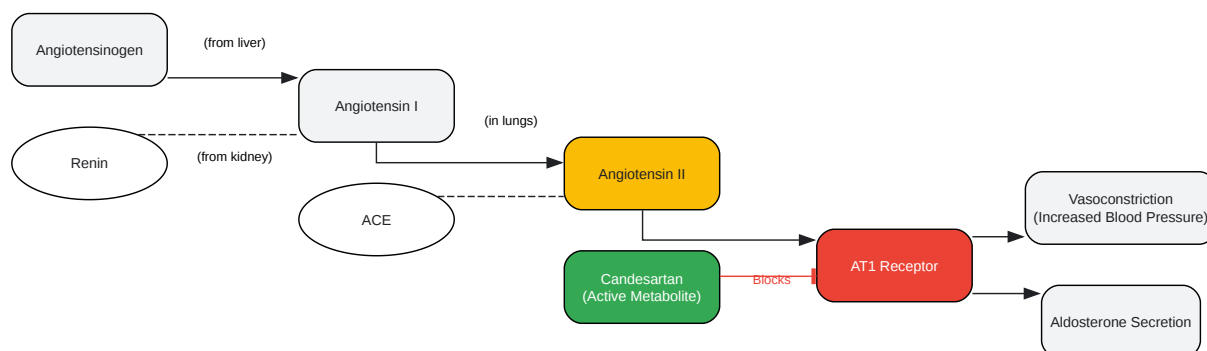 Angiotensinogen
(from liver)
Angiotensin I
Renin
(from kidney)
(in lungs)
Angiotensin II
ACE
Candesartan
(Active Metabolite)
Blocks
AT1 Receptor
Vasoconstriction
(Increased Blood Pressure)
Aldosterone Secretion